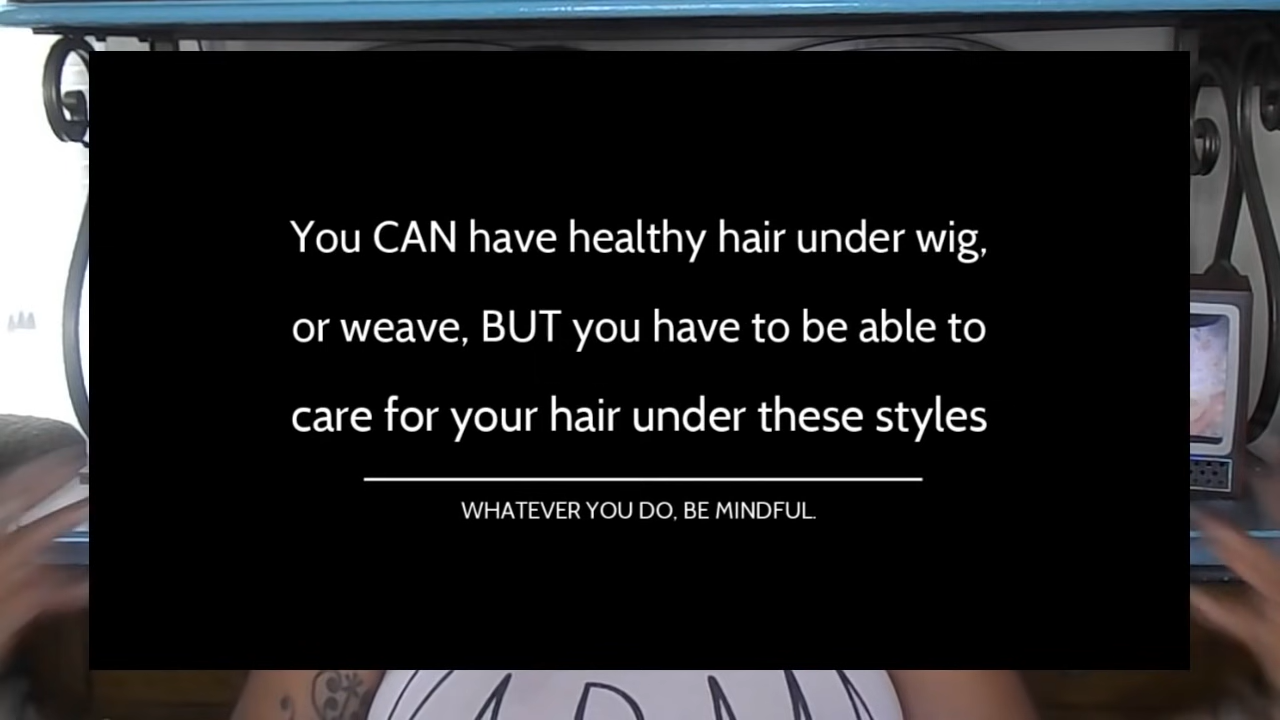 You CAN have healthy hair under wig,
or weave, BUT you have to be able to
care for your hair under these styles
WHATEVER YOU DO, BE MINDFUL.